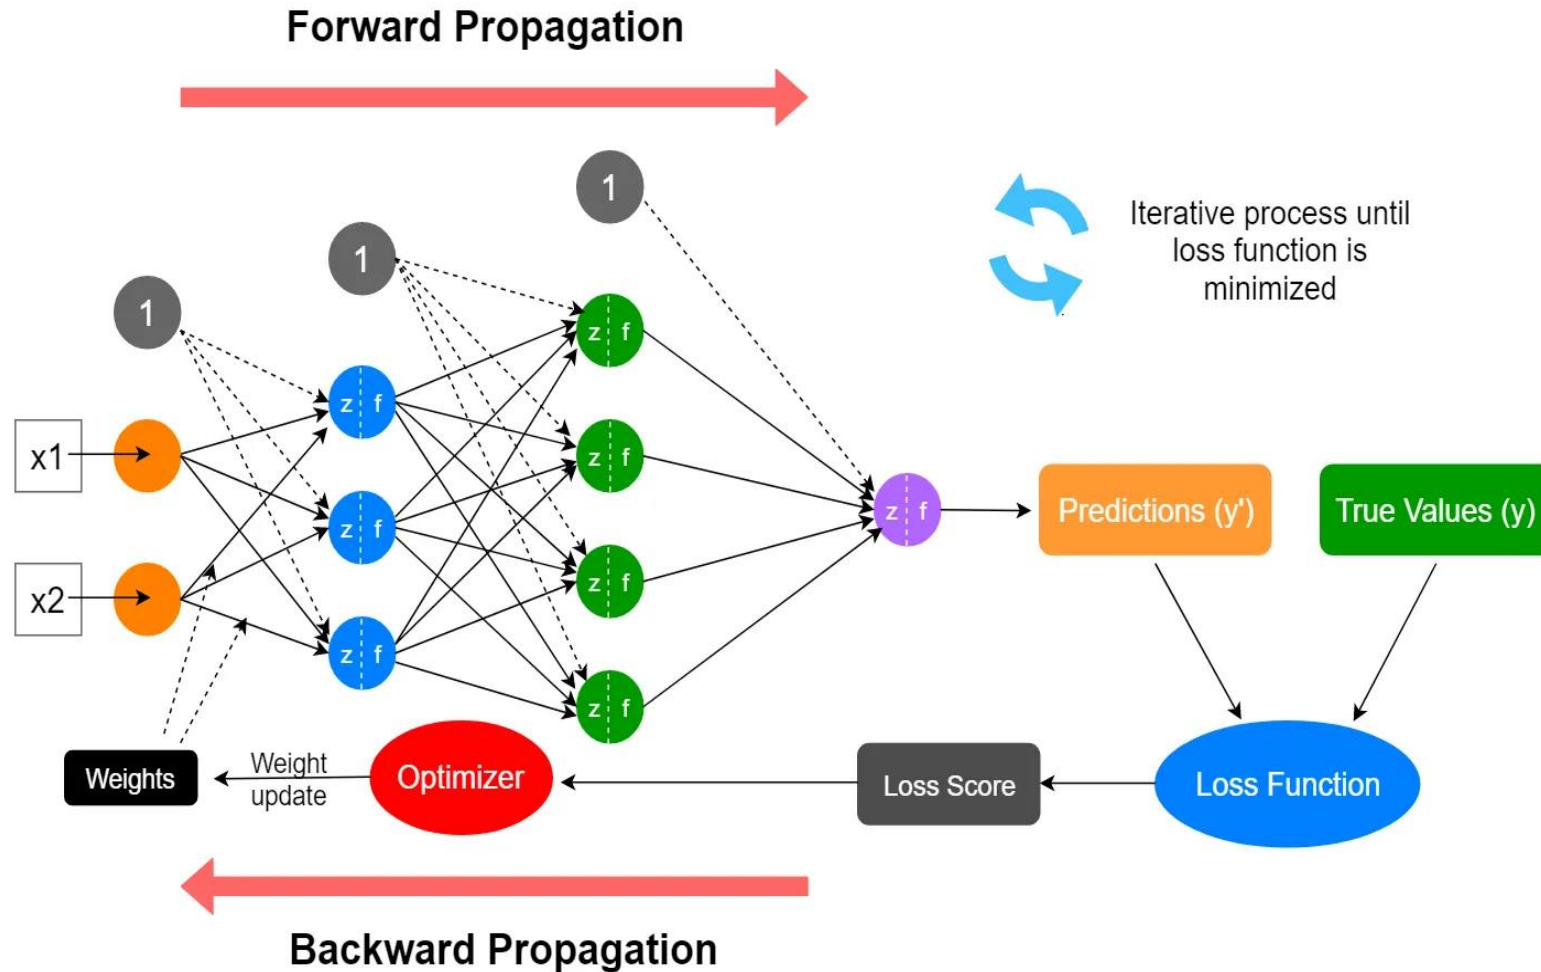 Forward Propagation
1
1
1
Iterative process until
loss function is
minimized
z f
z f
x1
z f
z f
z f
Predictions (y')
True Values (y)
z f
x2
z f
z f
Weights
Weight
update
Optimizer
Loss Score
Loss Function
Backward Propagation